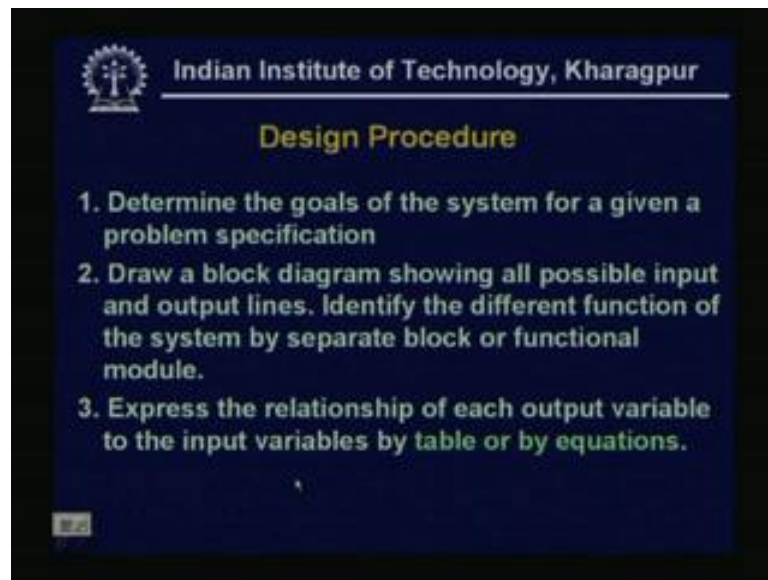 Indian Institute of Technology, Kharagpur
Design Procedure
1. Determine the goals of the system for a given a
problem specification
2. Draw a block diagram showing all possible input
and output lines. Identify the different function of
the system by separate block or functional
module.
3. Express the relationship of each output variable
to the input variables by table or by equations.